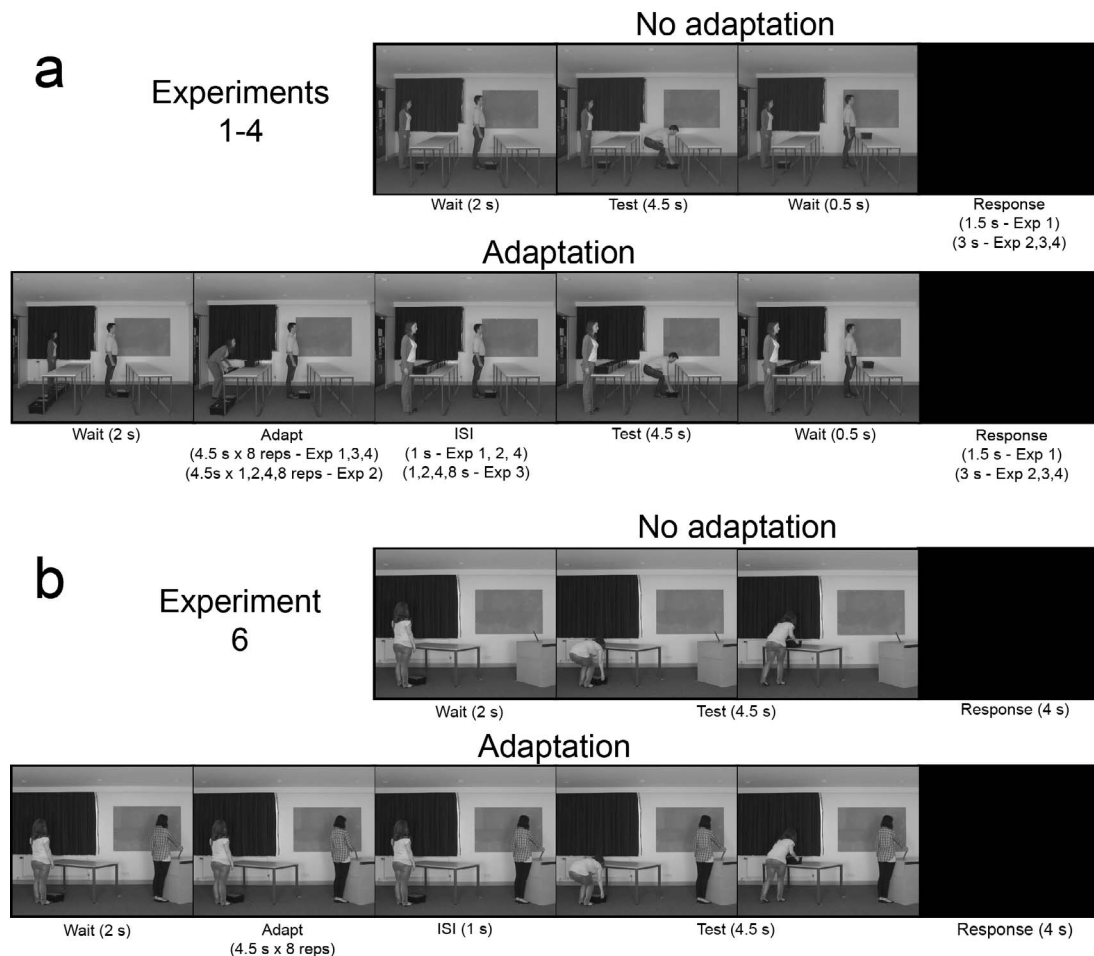 No adaptation
a
Experiments
1-4
Wait (2 s)
Test (4.5 s)
Wait (0.5 s)
Response
(1.5 s - Exp 1)
(3 s - Exp 2,3,4)
Adaptation
Wait (2 s)
Adapt
(4.5 s x 8 reps - Exp 1,3,4)
(4.5s x 1,2,4,8 reps - Exp 2)
ISI
(1 s - Exp 1, 2, 4)
(1,2,4,8 s - Exp 3)
Test (4.5 s)
Wait (0.5 s)
Response
(1.5 s - Exp 1)
(3 s - Exp 2,3,4)
No adaptation
b
Experiment
6
Wait (2 s)
Test (4.5 s)
Response (4 s)
Adaptation
Wait (2 s)
Adapt
(4.5 s x 8 reps)
ISI (1 s)
Test (4.5 s)
Response (4 s)